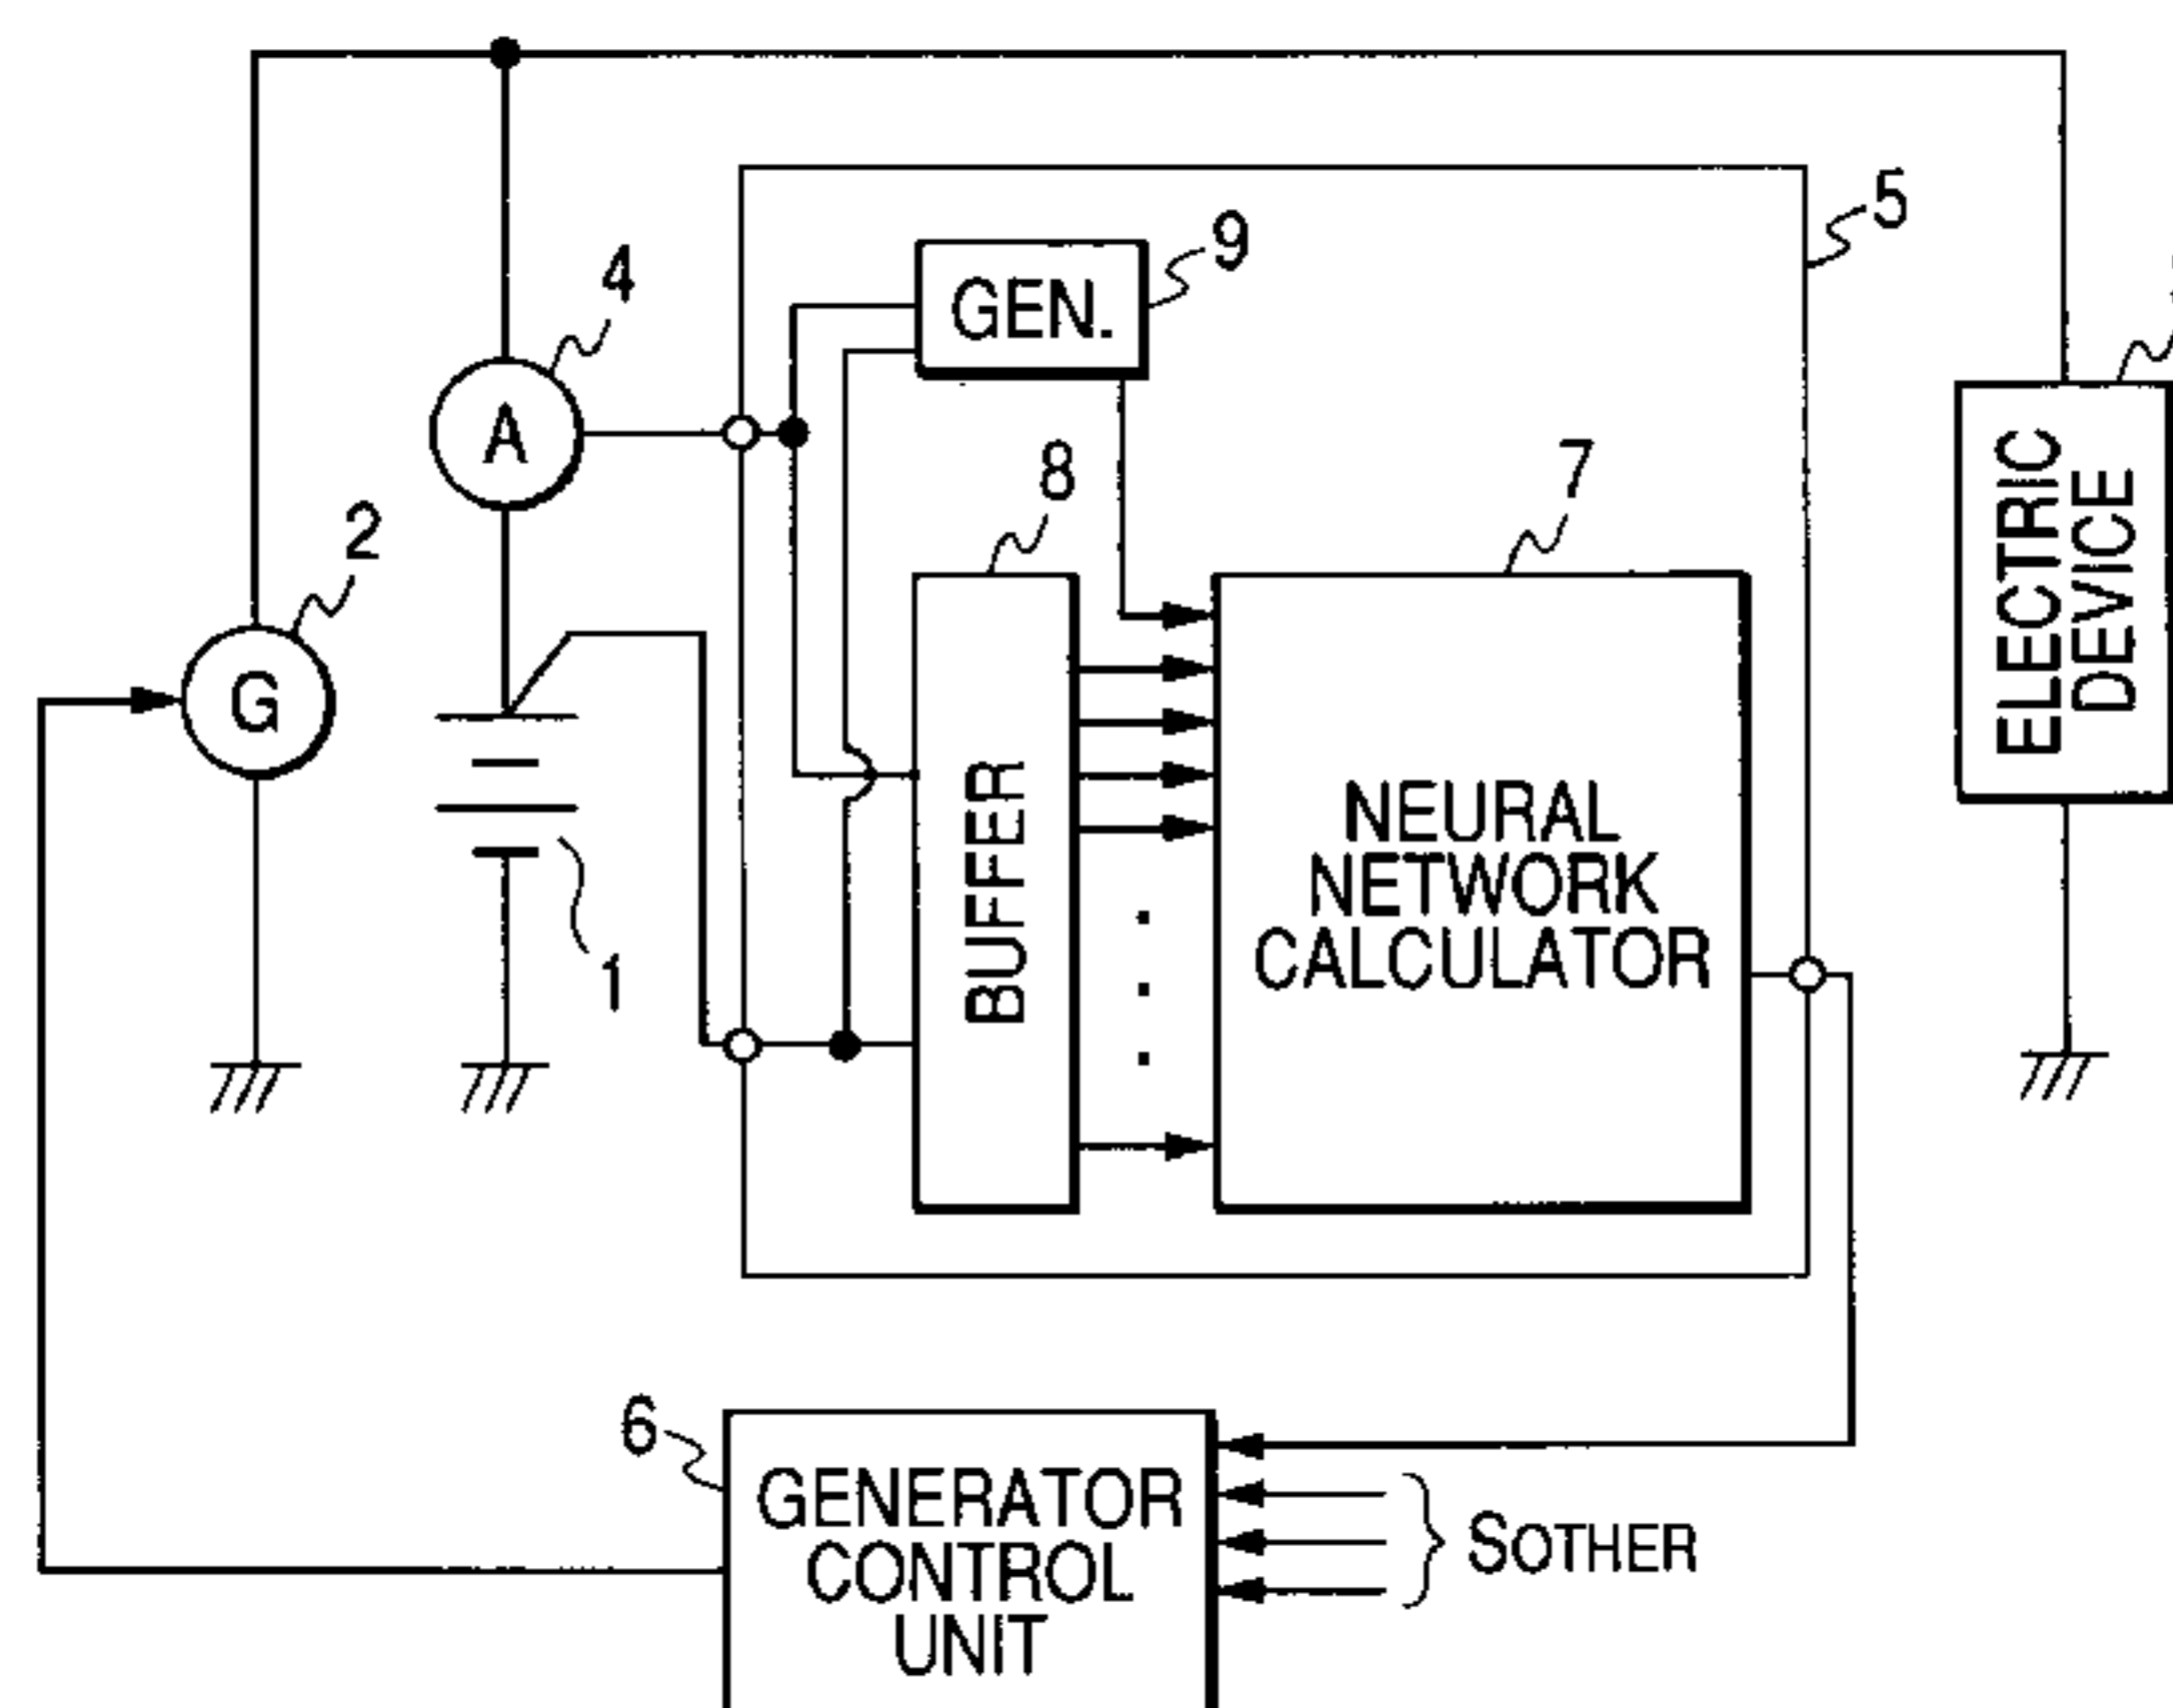 5
9
GEN.
4
A
8
7
2
G
ELECTRIC
DEVICE
BUFFER
NEURAL
NETWORK
CALCULATOR
1
6
GENERATOR
CONTROL
UNIT
SOTHER